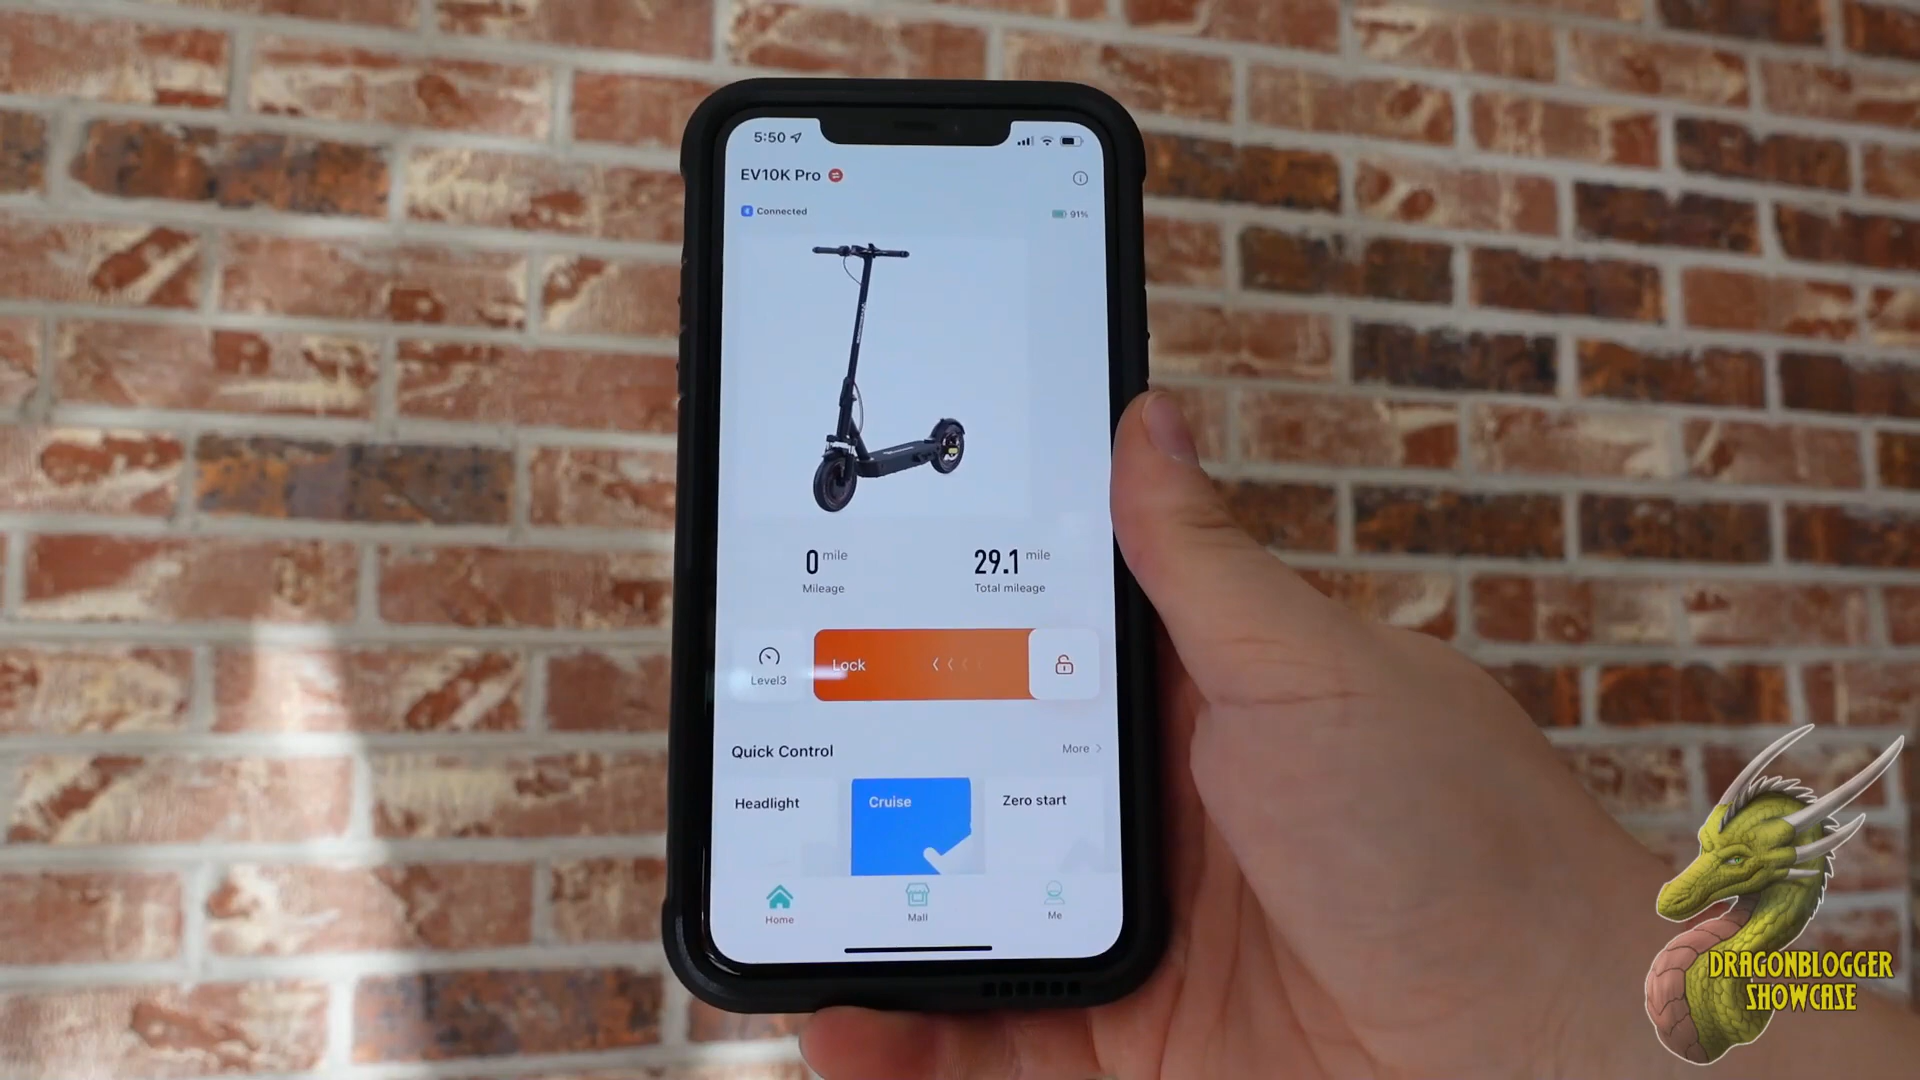 5:50
EV10K Pro
Connected
91%
0 mile
Mileage
29.1 mile
Total mileage
Level3
Lock
Quick Control
More
Headlight
Cruise
Zero start
Home
Mall
Me
DRAGONBLOGGER
SHOWCASE